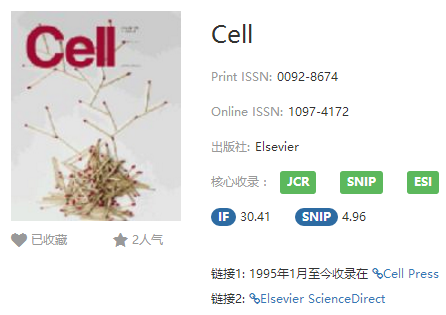 Cell
Cell
Print ISSN: 0092-8674
Online ISSN: 1097-4172
出版社: Elsevier
核心收录： JCR SNIP ESI
IF 30.41 SNIP 4.96
已收藏 2人气
链接1: 1995年1月至今收录在 Cell Press
链接2: Elsevier ScienceDirect